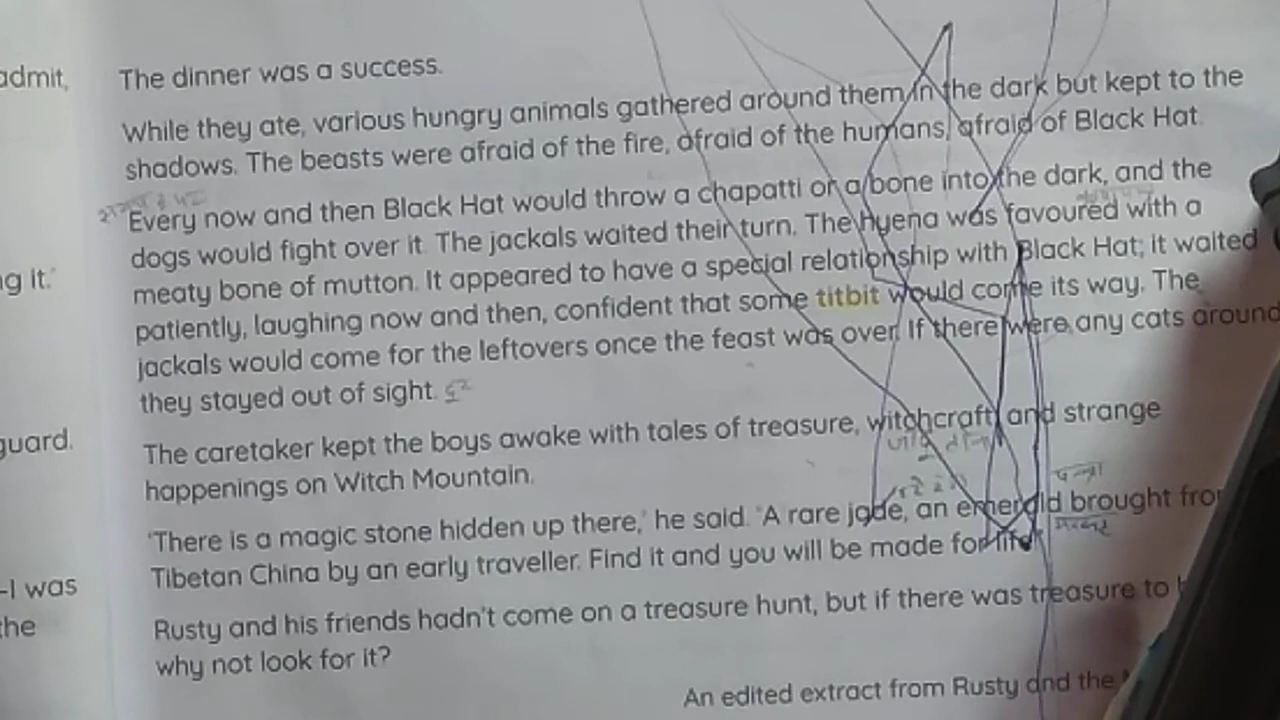 admit,
The dinner was a success.
While they ate, various hungry animals gathered around them in the dark but kept to the
shadows. The beasts were afraid of the fire, afraid of the humans, afraid of Black Hat.
Every now and then Black Hat would throw a chapatti or a bone into the dark, and the
dogs would fight over it. The jackals waited their turn. The hyena was favoured with a
ng it.'
meaty bone of mutton. It appeared to have a special relationship with Black Hat; it waited
patiently, laughing now and then, confident that some titbit would come its way. The
jackals would come for the leftovers once the feast was over. If there were any cats around
they stayed out of sight.
guard.
The caretaker kept the boys awake with tales of treasure, witchcraft and strange
happenings on Witch Mountain.
'There is a magic stone hidden up there,' he said. 'A rare jade, an emerald brought from
Tibetan China by an early traveller. Find it and you will be made for life.'
–I was
the
Rusty and his friends hadn't come on a treasure hunt, but if there was treasure to
why not look for it?
An edited extract from Rusty and the